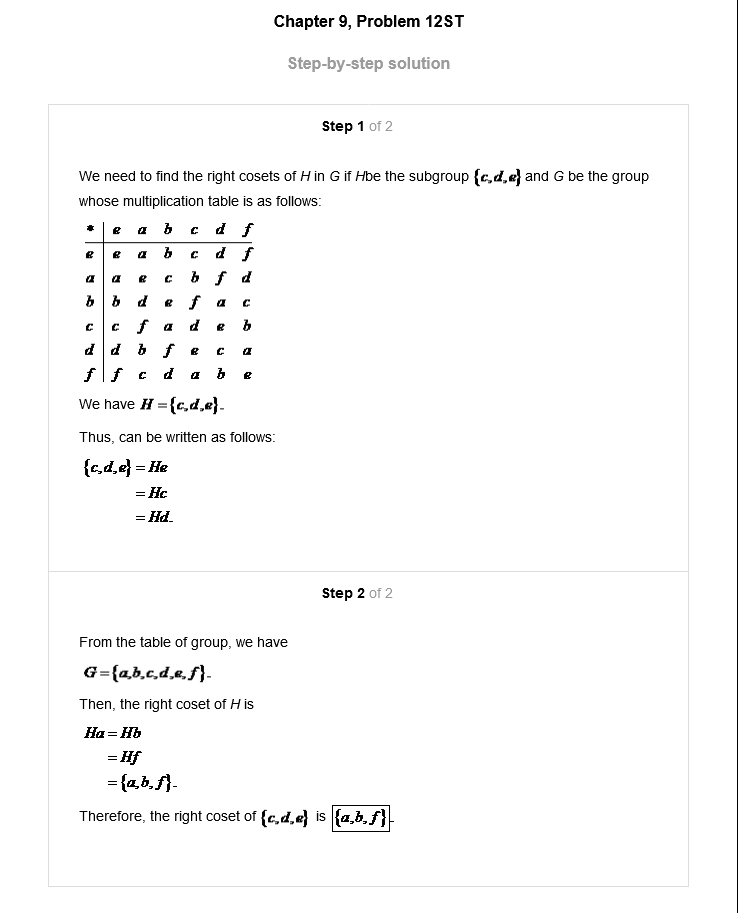 Chapter 9, Problem 12ST
Step-by-step solution
Step 1 of 2
We need to find the right cosets of H in G if Hbe the subgroup {c,d,e} and G be the group
whose multiplication table is as follows:
* e a b c d f
e e a b c d f
a a e c b f d
b b d e f a c
c c f a d e b
d d b f e c a
f f c d a b e
We have H={c,d,e}.
Thus, can be written as follows:
{c,d,e}=He
=Hc
=Hd.
Step 2 of 2
From the table of group, we have
G={a,b,c,d,e,f}.
Then, the right coset of H is
Ha=Hb
=Hf
={a,b,f}.
Therefore, the right coset of {c,d,e} is {a,b,f}.